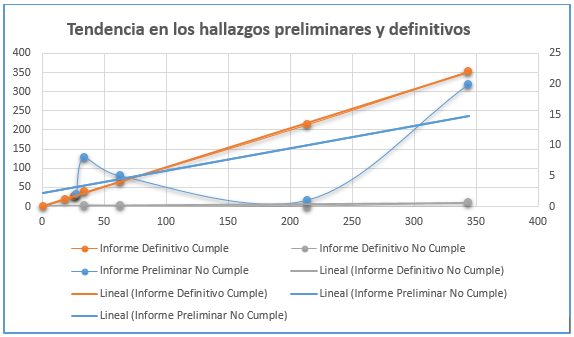 Tendencia en los hallazgos preliminares y definitivos
400 25
350
300 20
250 15
200
150 10
100
50 5
0 0
0 50 100 150 200 250 300 350 400
Informe Definitivo Cumple Informe Definitivo No Cumple
Informe Preliminar No Cumple Lineal (Informe Definitivo No Cumple)
Lineal (Informe Definitivo Cumple) Lineal (Informe Preliminar No Cumple)
Lineal (Informe Preliminar No Cumple)